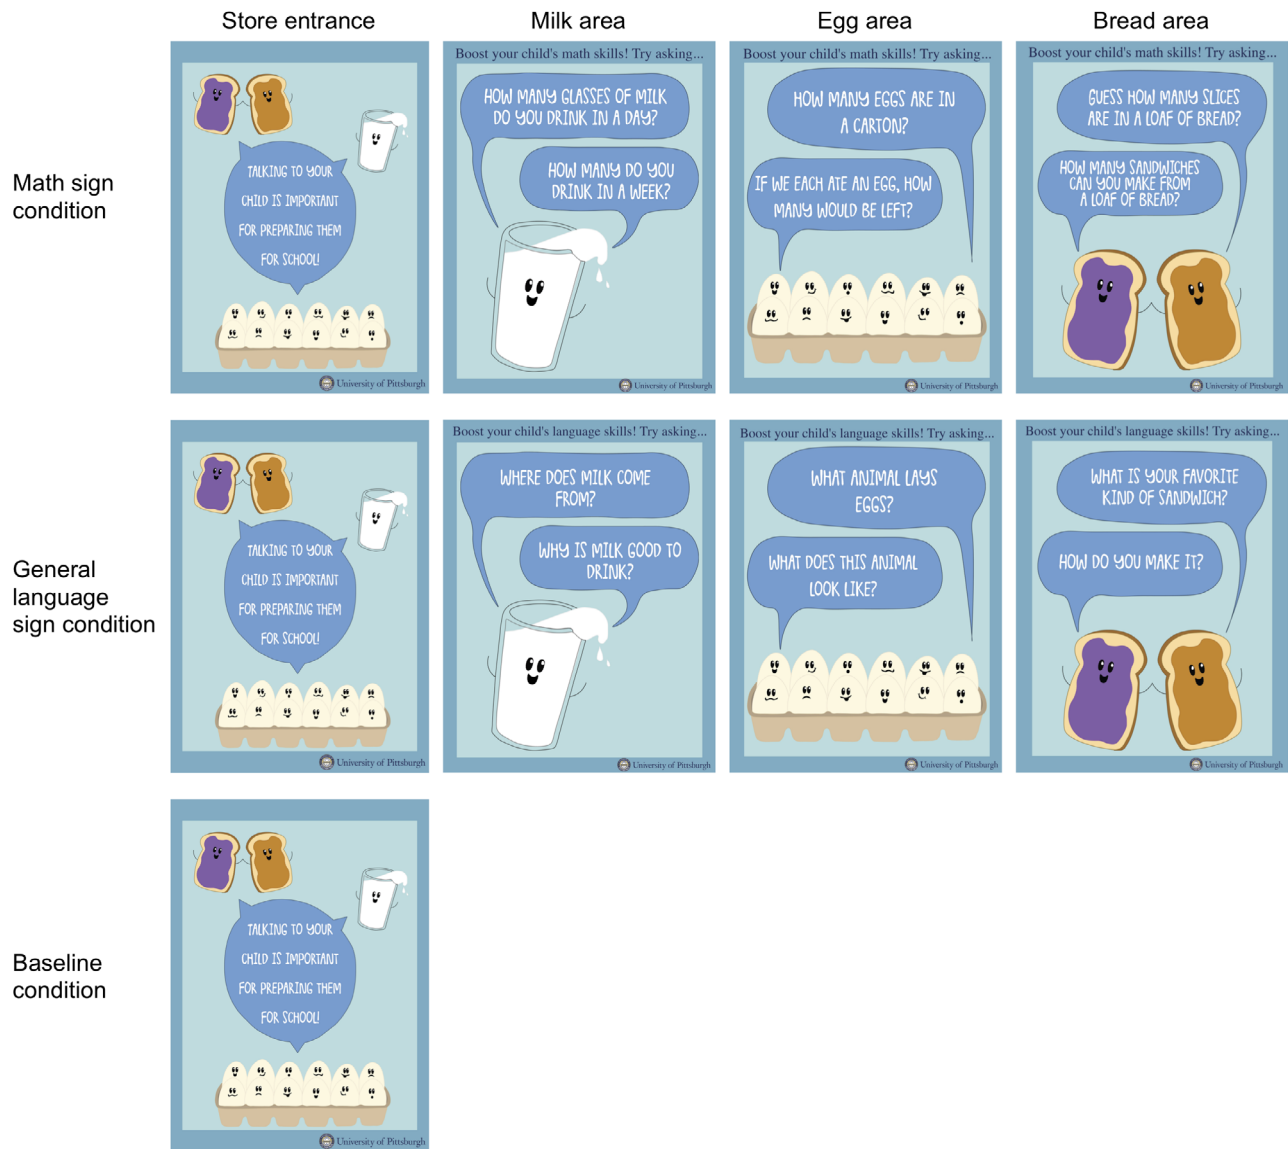 Store entrance
Milk area
Egg area
Bread area
Math sign
condition
TALKING TO YOUR
CHILD IS IMPORTANT
FOR PREPARING THEM
FOR SCHOOL!
University of Pittsburgh
Boost your child's math skills! Try asking...
HOW MANY GLASSES OF MILK
DO YOU DRINK IN A DAY?
HOW MANY DO YOU
DRINK IN A WEEK?
University of Pittsburgh
Boost your child's math skills! Try asking...
HOW MANY EGGS ARE IN
A CARTON?
IF WE EACH ATE AN EGG, HOW
MANY WOULD BE LEFT?
University of Pittsburgh
Boost your child's math skills! Try asking...
GUESS HOW MANY SLICES
ARE IN A LOAF OF BREAD?
HOW MANY SANDWICHES
CAN YOU MAKE FROM
A LOAF OF BREAD?
University of Pittsburgh
General
language
sign condition
TALKING TO YOUR
CHILD IS IMPORTANT
FOR PREPARING THEM
FOR SCHOOL!
University of Pittsburgh
Boost your child's language skills! Try asking...
WHERE DOES MILK COME
FROM?
WHY IS MILK GOOD TO
DRINK?
University of Pittsburgh
Boost your child's language skills! Try asking...
WHAT ANIMAL LAYS
EGGS?
WHAT DOES THIS ANIMAL
LOOK LIKE?
University of Pittsburgh
Boost your child's language skills! Try asking...
WHAT IS YOUR FAVORITE
KIND OF SANDWICH?
HOW DO YOU MAKE IT?
University of Pittsburgh
Baseline
condition
TALKING TO YOUR
CHILD IS IMPORTANT
FOR PREPARING THEM
FOR SCHOOL!
University of Pittsburgh